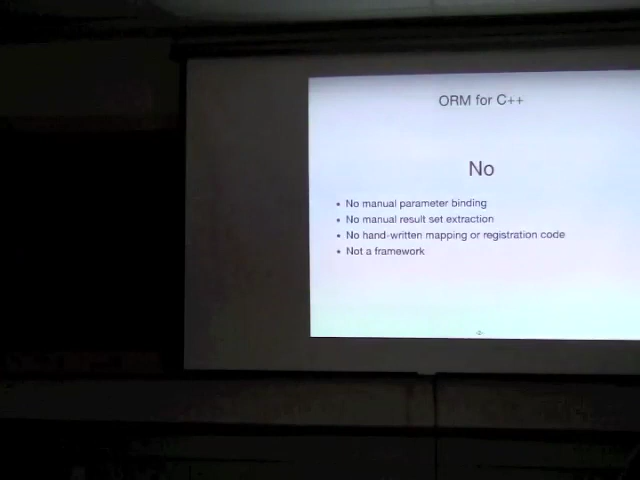 ORM for C++
No
• No manual parameter binding
• No manual result set extraction
• No hand-written mapping or registration code
• Not a framework